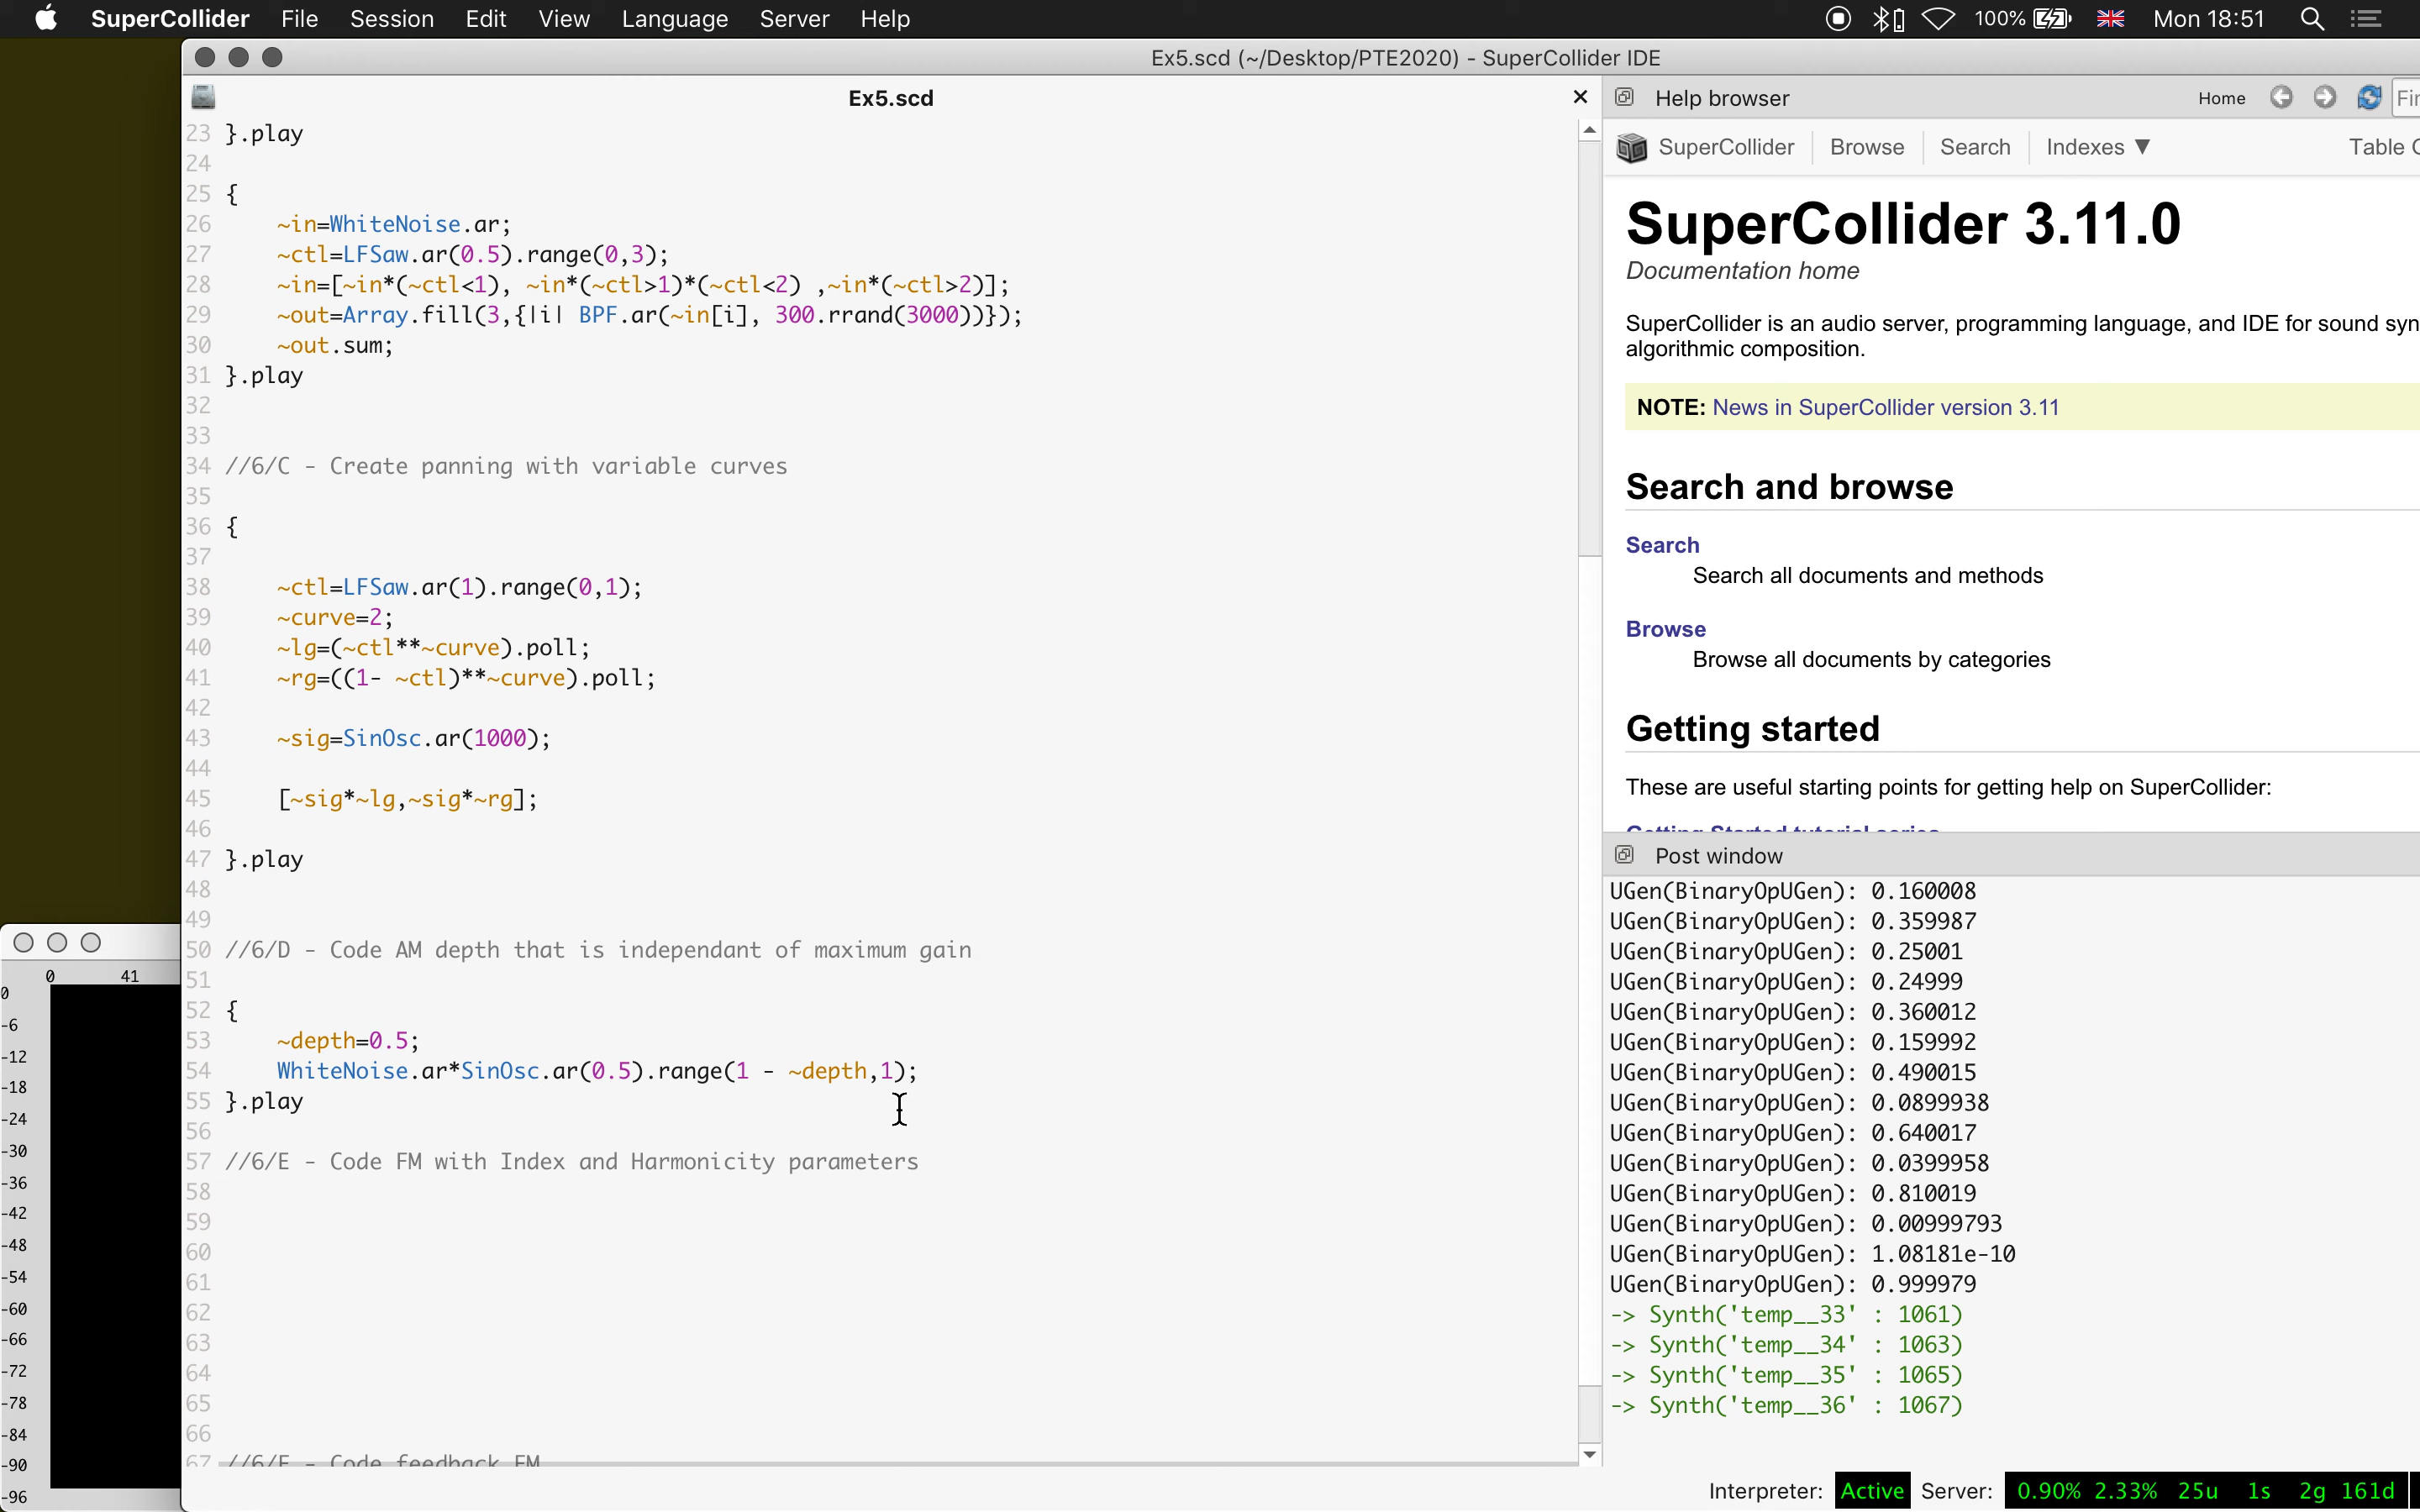 SuperCollider File Session Edit View Language Server Help 100% Mon 18:51
Ex5.scd (~/Desktop/PTE2020) - SuperCollider IDE
Ex5.scd
23 }.play
24
25 {
26 ~in=WhiteNoise.ar;
27 ~ctl=LFSaw.ar(0.5).range(0,3);
28 ~in=[~in*(~ctl<1), ~in*(~ctl>1)*(~ctl<2) ,~in*(~ctl>2)];
29 ~out=Array.fill(3,{|i| BPF.ar(~in[i], 300.rrand(3000))});
30 ~out.sum;
31 }.play
32
33
34 //6/C - Create panning with variable curves
35
36 {
37
38 ~ctl=LFSaw.ar(1).range(0,1);
39 ~curve=2;
40 ~lg=(~ctl**~curve).poll;
41 ~rg=((1- ~ctl)**~curve).poll;
42
43 ~sig=SinOsc.ar(1000);
44
45 [~sig*~lg,~sig*~rg];
46
47 }.play
48
49
50 //6/D - Code AM depth that is independant of maximum gain
51
52 {
53 ~depth=0.5;
54 WhiteNoise.ar*SinOsc.ar(0.5).range(1 - ~depth,1);
55 }.play
56
57 //6/E - Code FM with Index and Harmonicity parameters
58
59
60
61
62
63
64
65
66
67 //6/F - Code feedback FM
Help browser Home
SuperCollider Browse Search Indexes ▼ Table
SuperCollider 3.11.0
Documentation home
SuperCollider is an audio server, programming language, and IDE for sound
algorithmic composition.
NOTE: News in SuperCollider version 3.11
Search and browse
Search
Search all documents and methods
Browse
Browse all documents by categories
Getting started
These are useful starting points for getting help on SuperCollider:
Getting Started tutorial series
Post window
UGen(BinaryOpUGen): 0.160008
UGen(BinaryOpUGen): 0.359987
UGen(BinaryOpUGen): 0.25001
UGen(BinaryOpUGen): 0.24999
UGen(BinaryOpUGen): 0.360012
UGen(BinaryOpUGen): 0.159992
UGen(BinaryOpUGen): 0.490015
UGen(BinaryOpUGen): 0.0899938
UGen(BinaryOpUGen): 0.640017
UGen(BinaryOpUGen): 0.0399958
UGen(BinaryOpUGen): 0.810019
UGen(BinaryOpUGen): 0.00999793
UGen(BinaryOpUGen): 1.08181e-10
UGen(BinaryOpUGen): 0.999979
-> Synth('temp__33' : 1061)
-> Synth('temp__34' : 1063)
-> Synth('temp__35' : 1065)
-> Synth('temp__36' : 1067)
Interpreter: Active Server: 0.90% 2.33% 25u 1s 2g 161d
0 41
0
-6
-12
-18
-24
-30
-36
-42
-48
-54
-60
-66
-72
-78
-84
-90
-96